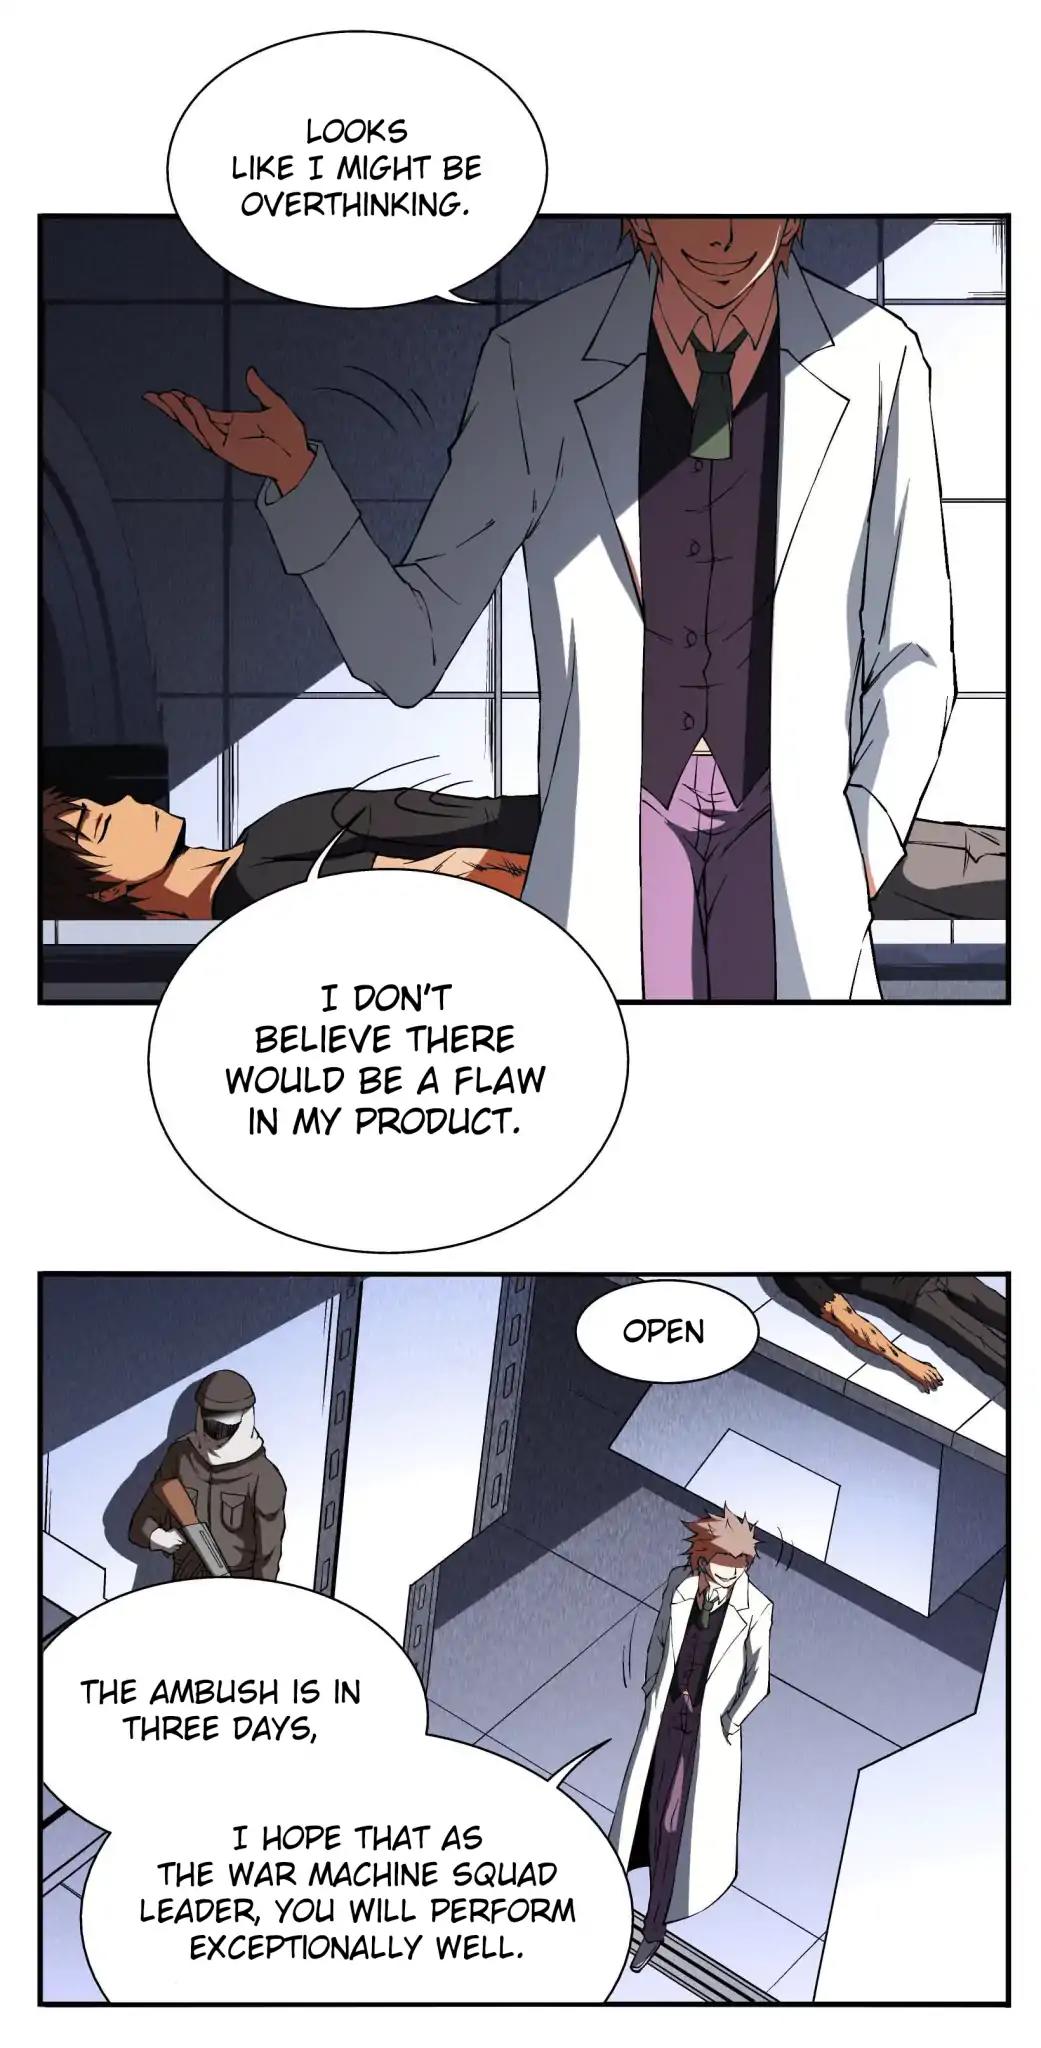 LOOKS
LIKE I MIGHT BE
OVERTHINKING.
I DON'T
BELIEVE THERE
WOULD BE A FLAW
IN MY PRODUCT.
OPEN
THE AMBUSH IS IN
THREE DAYS,
I HOPE THAT AS
THE WAR MACHINE SQUAD
LEADER, YOU WILL PERFORM
EXCEPTIONALLY WELL.